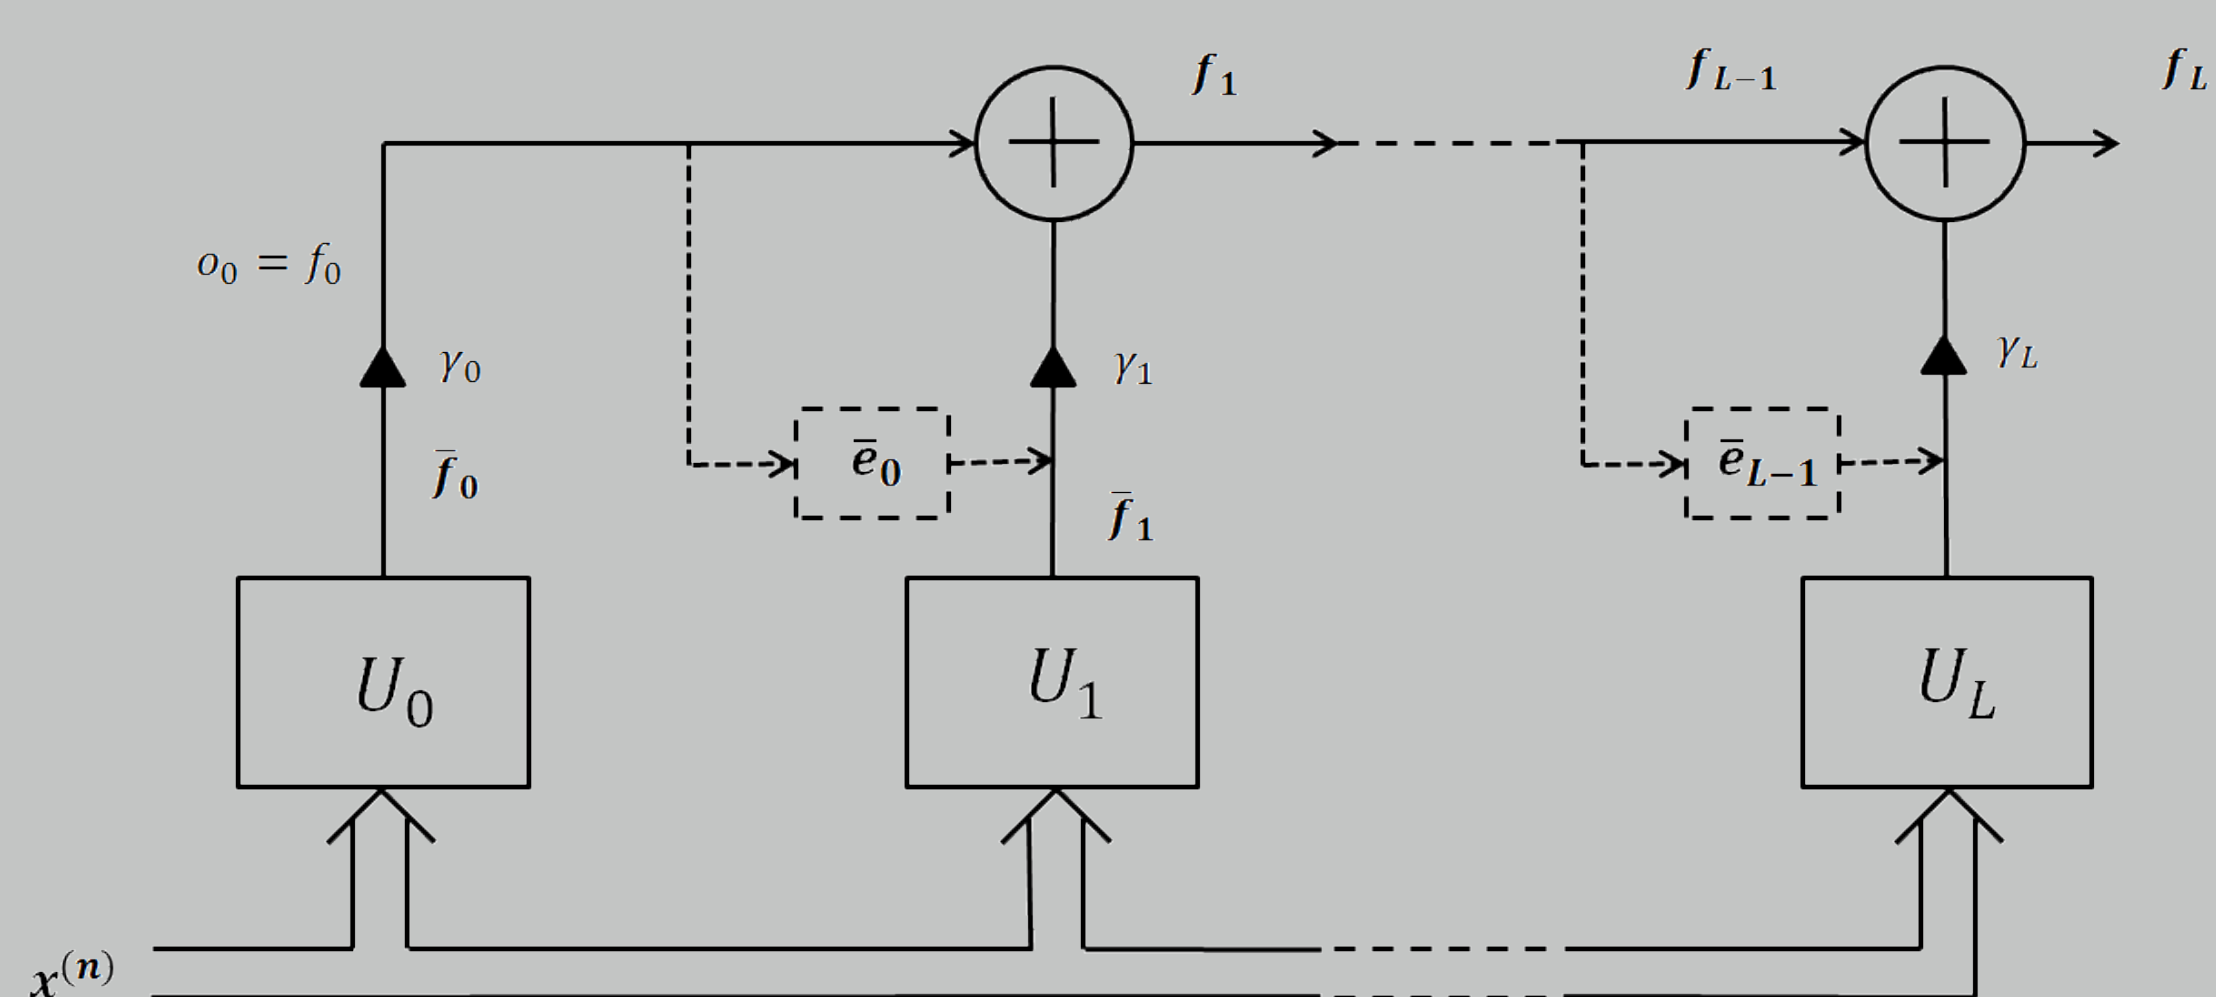 f₁ f_{L−1} f_L
o₀ = f₀
γ₀ γ₁ γ_L
f̄₀ ē₀ f̄₁ ē_{L−1}
U₀ U₁ U_L
x⁽ⁿ⁾